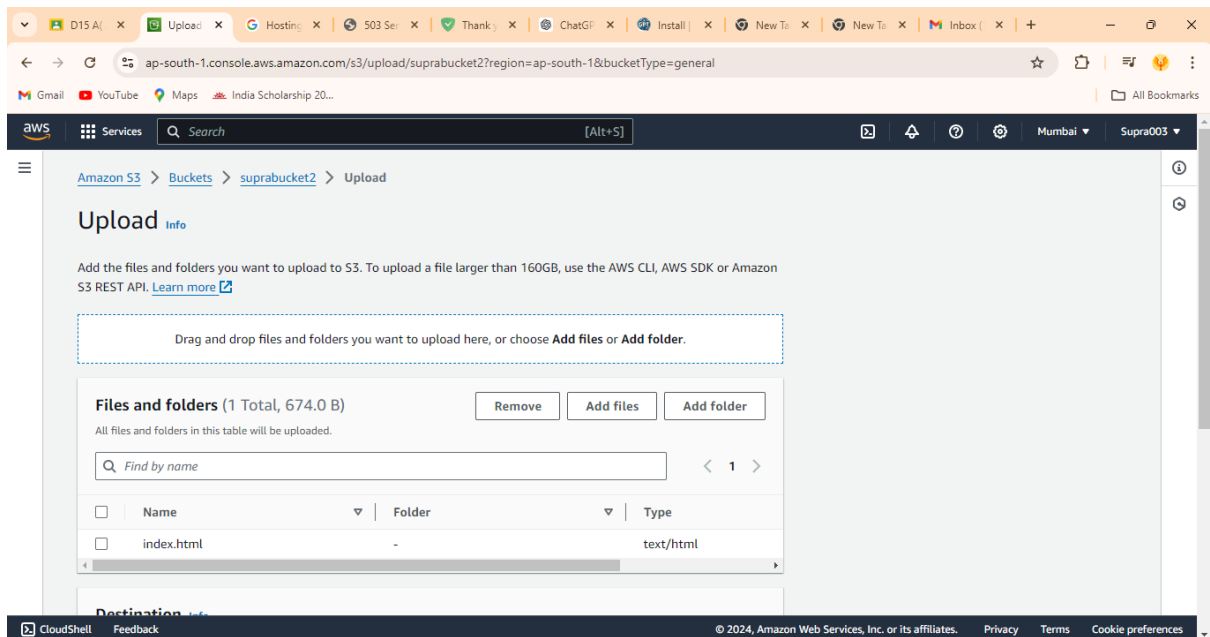 D15 A(
Upload
Hosting
503 Ser
Thank y
ChatGP
Install |
New Ta
New Ta
Inbox (
ap-south-1.console.aws.amazon.com/s3/upload/suprabucket2?region=ap-south-1&bucketType=general
Gmail YouTube Maps India Scholarship 20... All Bookmarks
aws Services Search [Alt+S] Mumbai Supra003
Amazon S3 > Buckets > suprabucket2 > Upload
Upload Info
Add the files and folders you want to upload to S3. To upload a file larger than 160GB, use the AWS CLI, AWS SDK or Amazon
S3 REST API. Learn more
Drag and drop files and folders you want to upload here, or choose Add files or Add folder.
Files and folders (1 Total, 674.0 B) Remove Add files Add folder
All files and folders in this table will be uploaded.
Find by name < 1 >
Name Folder Type
index.html - text/html
Destination Info
CloudShell Feedback © 2024, Amazon Web Services, Inc. or its affiliates. Privacy Terms Cookie preferences